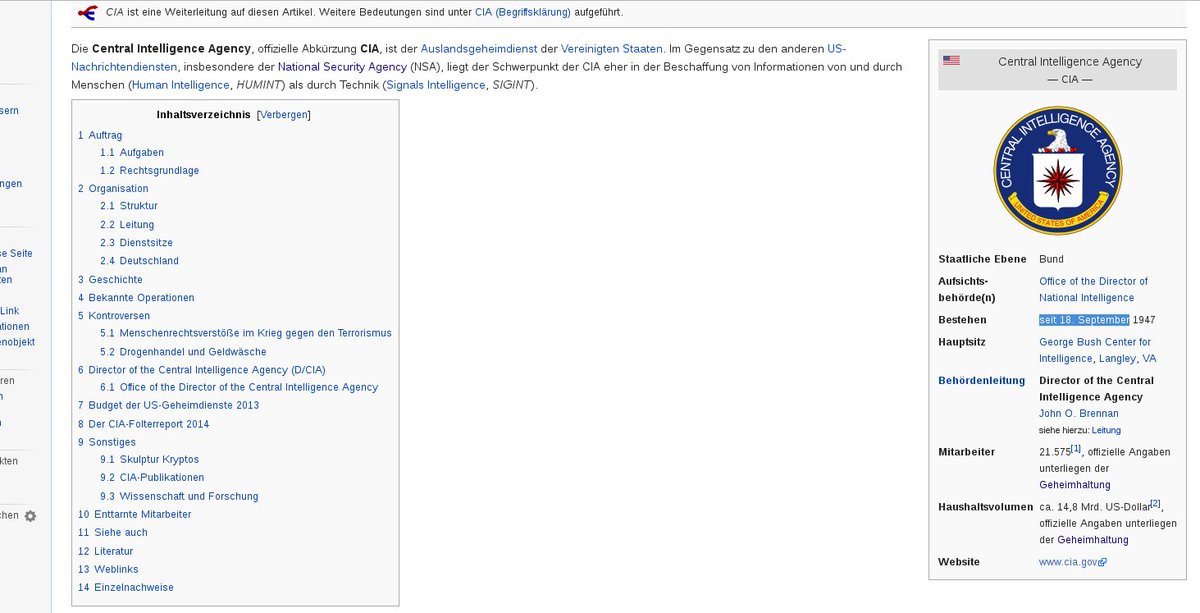 CIA ist eine Weiterleitung auf diesen Artikel. Weitere Bedeutungen sind unter CIA (Begriffsklärung) aufgeführt.
Die Central Intelligence Agency, offizielle Abkürzung CIA, ist der Auslandsgeheimdienst der Vereinigten Staaten. Im Gegensatz zu den anderen US-
Nachrichtendiensten, insbesondere der National Security Agency (NSA), liegt der Schwerpunkt der CIA eher in der Beschaffung von Informationen von und durch
Menschen (Human Intelligence, HUMINT) als durch Technik (Signals Intelligence, SIGINT).
Inhaltsverzeichnis [Verbergen]
1 Auftrag
1.1 Aufgaben
1.2 Rechtsgrundlage
2 Organisation
2.1 Struktur
2.2 Leitung
2.3 Dienstsitze
2.4 Deutschland
3 Geschichte
4 Bekannte Operationen
5 Kontroversen
5.1 Menschenrechtsverstöße im Krieg gegen den Terrorismus
5.2 Drogenhandel und Geldwäsche
6 Director of the Central Intelligence Agency (D/CIA)
6.1 Office of the Director of the Central Intelligence Agency
7 Budget der US-Geheimdienste 2013
8 Der CIA-Folterreport 2014
9 Sonstiges
9.1 Skulptur Kryptos
9.2 CIA-Publikationen
9.3 Wissenschaft und Forschung
10 Enttarnte Mitarbeiter
11 Siehe auch
12 Literatur
13 Weblinks
14 Einzelnachweise
Central Intelligence Agency
— CIA —
CENTRAL INTELLIGENCE AGENCY
UNITED STATES OF AMERICA
Staatliche Ebene Bund
Aufsichts- Office of the Director of
behörde(n) National Intelligence
Bestehen seit 18. September 1947
Hauptsitz George Bush Center for
Intelligence, Langley, VA
Behördenleitung Director of the Central
Intelligence Agency
John O. Brennan
siehe hierzu: Leitung
Mitarbeiter 21.575[1], offizielle Angaben
unterliegen der
Geheimhaltung
Haushaltsvolumen ca. 14,8 Mrd. US-Dollar[2],
offizielle Angaben unterliegen
der Geheimhaltung
Website www.cia.gov
sern
ngen
se Seite
an
ten
Link
ationen
enobjekt
ren
n
kten
chen